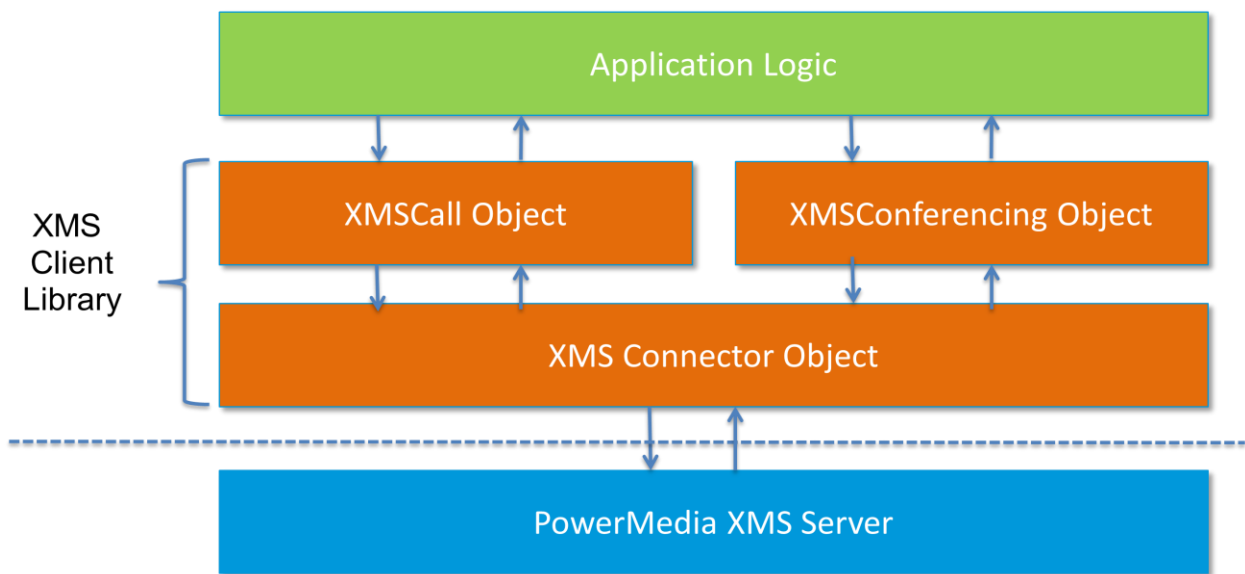 Application Logic
XMSCall Object
XMSConferencing Object
XMS
Client
Library
XMS Connector Object
PowerMedia XMS Server